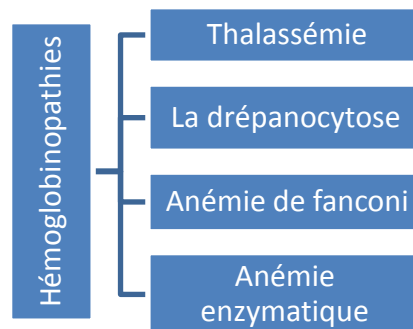 Hémoglobinopathies
Thalassémie
La drépanocytose
Anémie de fanconi
Anémie
enzymatique